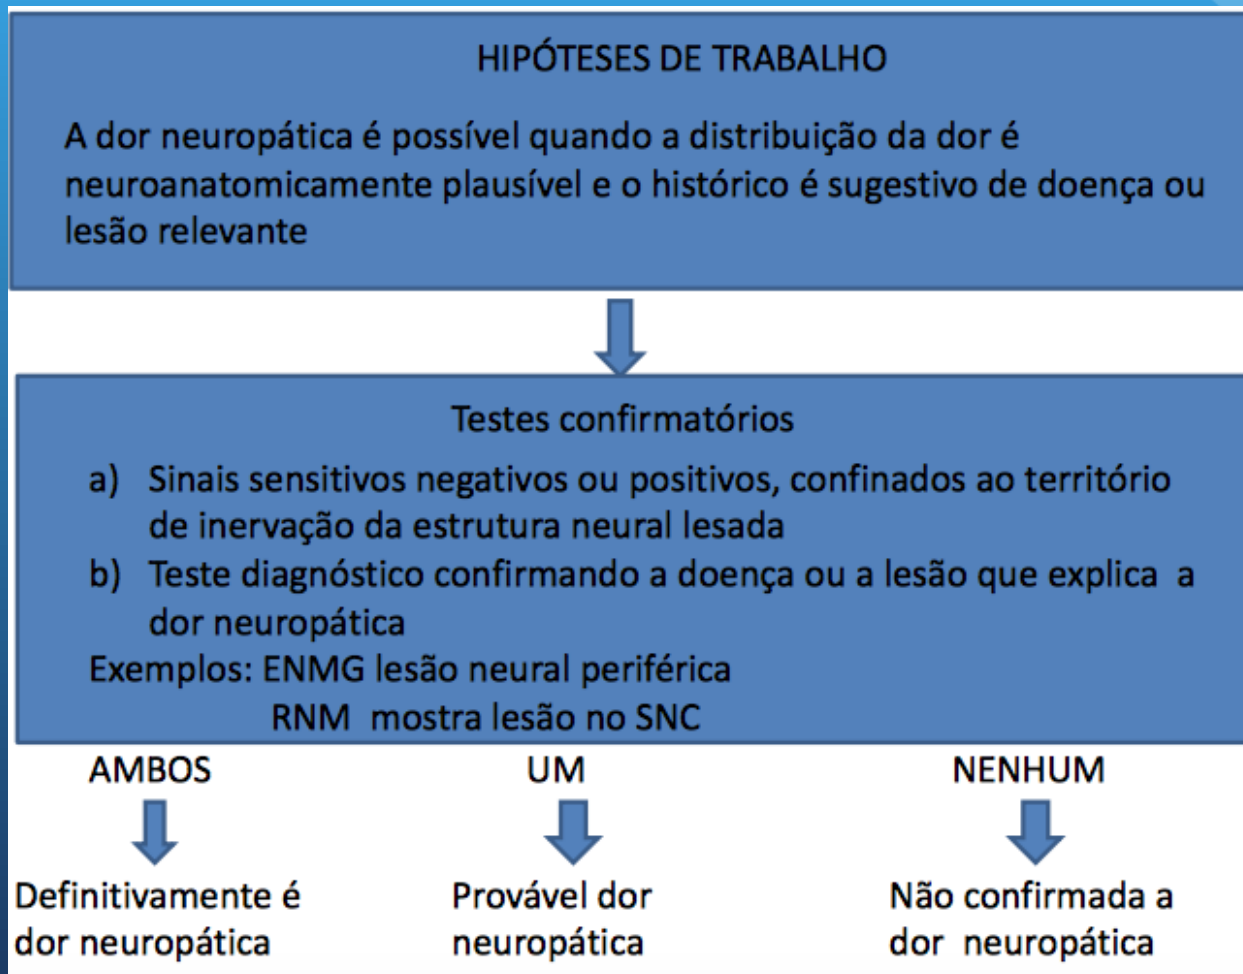 HIPÓTESES DE TRABALHO
A dor neuropática é possível quando a distribuição da dor é
neuroanatomicamente plausível e o histórico é sugestivo de doença ou
lesão relevante
Testes confirmatórios
a) Sinais sensitivos negativos ou positivos, confinados ao território
de inervação da estrutura neural lesada
b) Teste diagnóstico confirmando a doença ou a lesão que explica a
dor neuropática
Exemplos: ENMG lesão neural periférica
RNM mostra lesão no SNC
AMBOS
UM
NENHUM
Definitivamente é
dor neuropática
Provável dor
neuropática
Não confirmada a
dor neuropática